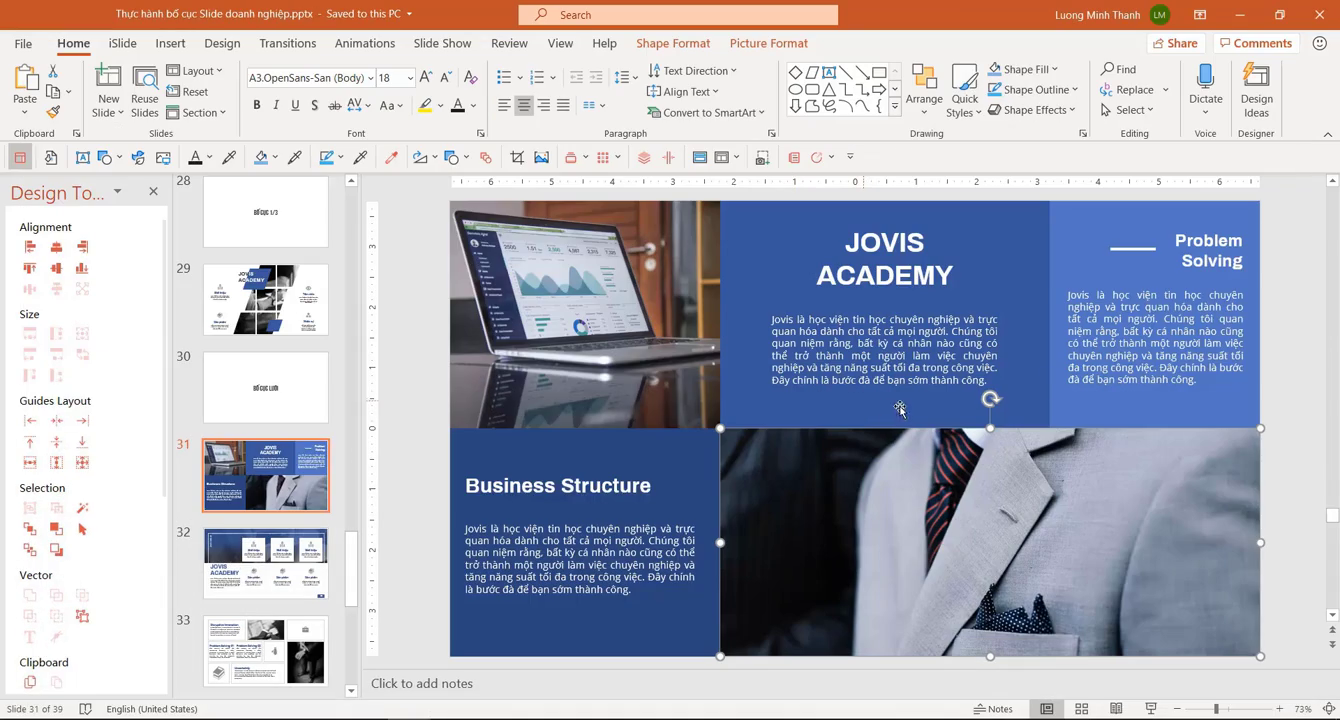 Thực hành bố cục Slide doanh nghiệp.pptx - Saved to this PC
Search
Luong Minh Thanh
LM
File
Home
iSlide
Insert
Design
Transitions
Animations
Slide Show
Review
View
Help
Shape Format
Picture Format
Share
Comments
Paste
New
Slide
Reuse
Slides
Layout
Reset
Section
A3.OpenSans-San (Body)
18
Text Direction
Align Text
Convert to SmartArt
Arrange
Quick
Styles
Shape Fill
Shape Outline
Shape Effects
Find
Replace
Select
Dictate
Design
Ideas
Clipboard
Slides
Font
Paragraph
Drawing
Editing
Voice
Designer
Design To...
Alignment
Size
Guides Layout
Selection
Vector
Clipboard
28
BỐ CỤC 1/3
29
JOVIS
ACADEMY
30
BỐ CỤC LƯỚI
31
JOVIS
ACADEMY
Business Structure
32
JOVIS
ACADEMY
33
JOVIS
ACADEMY
Jovis là học viện tin học chuyên nghiệp và trực
quan hóa dành cho tất cả mọi người. Chúng tôi
quan niệm rằng, bất kỳ cá nhân nào cũng có
thể trở thành một người làm việc chuyên
nghiệp và tăng năng suất tối đa trong công việc.
Đây chính là bước đà để bạn sớm thành công.
Problem
Solving
Jovis là học viện tin học chuyên
nghiệp và trực quan hóa dành cho
tất cả mọi người. Chúng tôi quan
niệm rằng, bất kỳ cá nhân nào cũng
có thể trở thành một người làm việc
chuyên nghiệp và tăng năng suất tối
đa trong công việc. Đây chính là bước
đà để bạn sớm thành công.
Business Structure
Jovis là học viện tin học chuyên nghiệp và trực
quan hóa dành cho tất cả mọi người. Chúng tôi
quan niệm rằng, bất kỳ cá nhân nào cũng có thể
trở thành một người làm việc chuyên nghiệp và
tăng năng suất tối đa trong công việc. Đây chính
là bước đà để bạn sớm thành công.
Click to add notes
Slide 31 of 39
English (United States)
Notes
73%